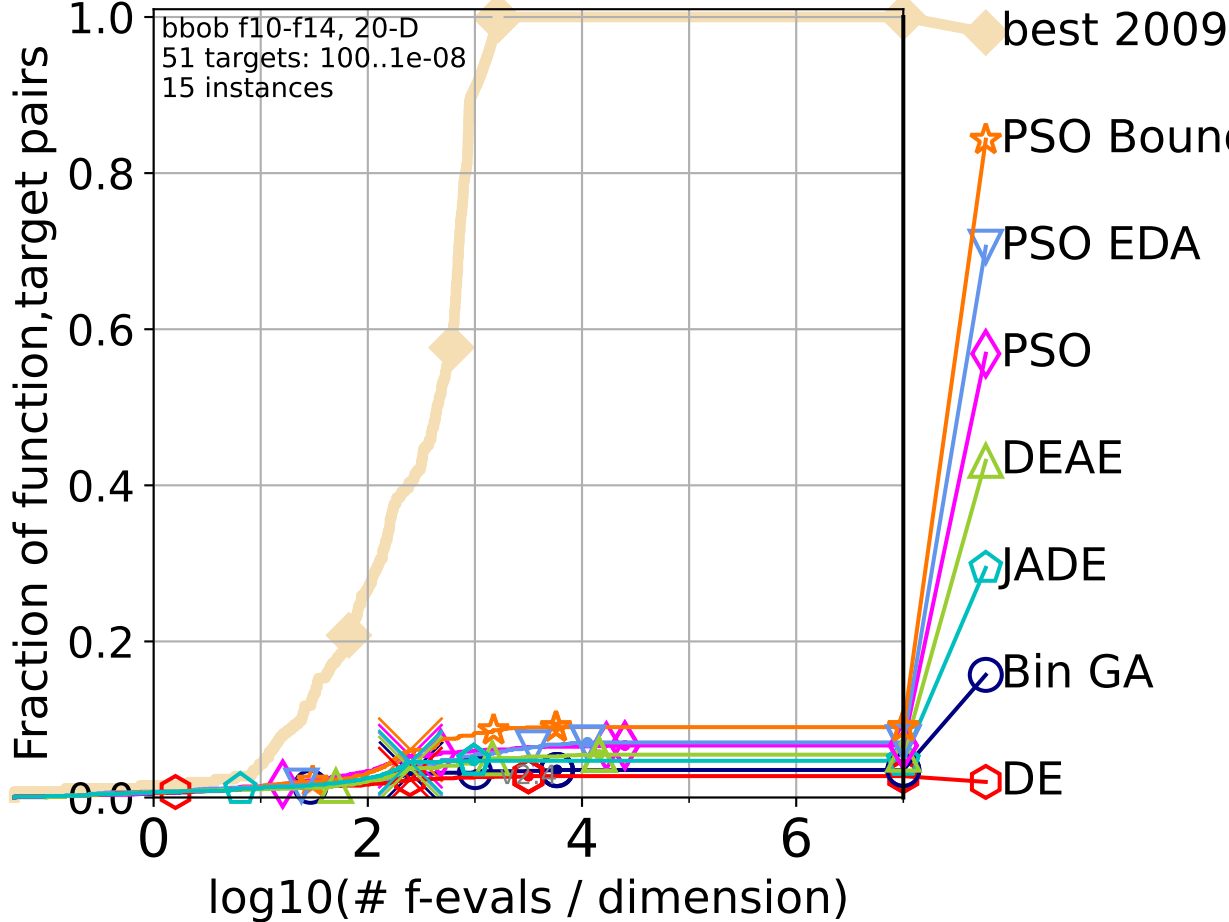 bbob f10-f14, 20-D
51 targets: 100..1e-08
15 instances
Fraction of function,target pairs
1.0
0.8
0.6
0.4
0.2
0.0
0
2
4
6
log10(# f-evals / dimension)
best 2009
PSO Boun
PSO EDA
PSO
DEAE
JADE
Bin GA
DE